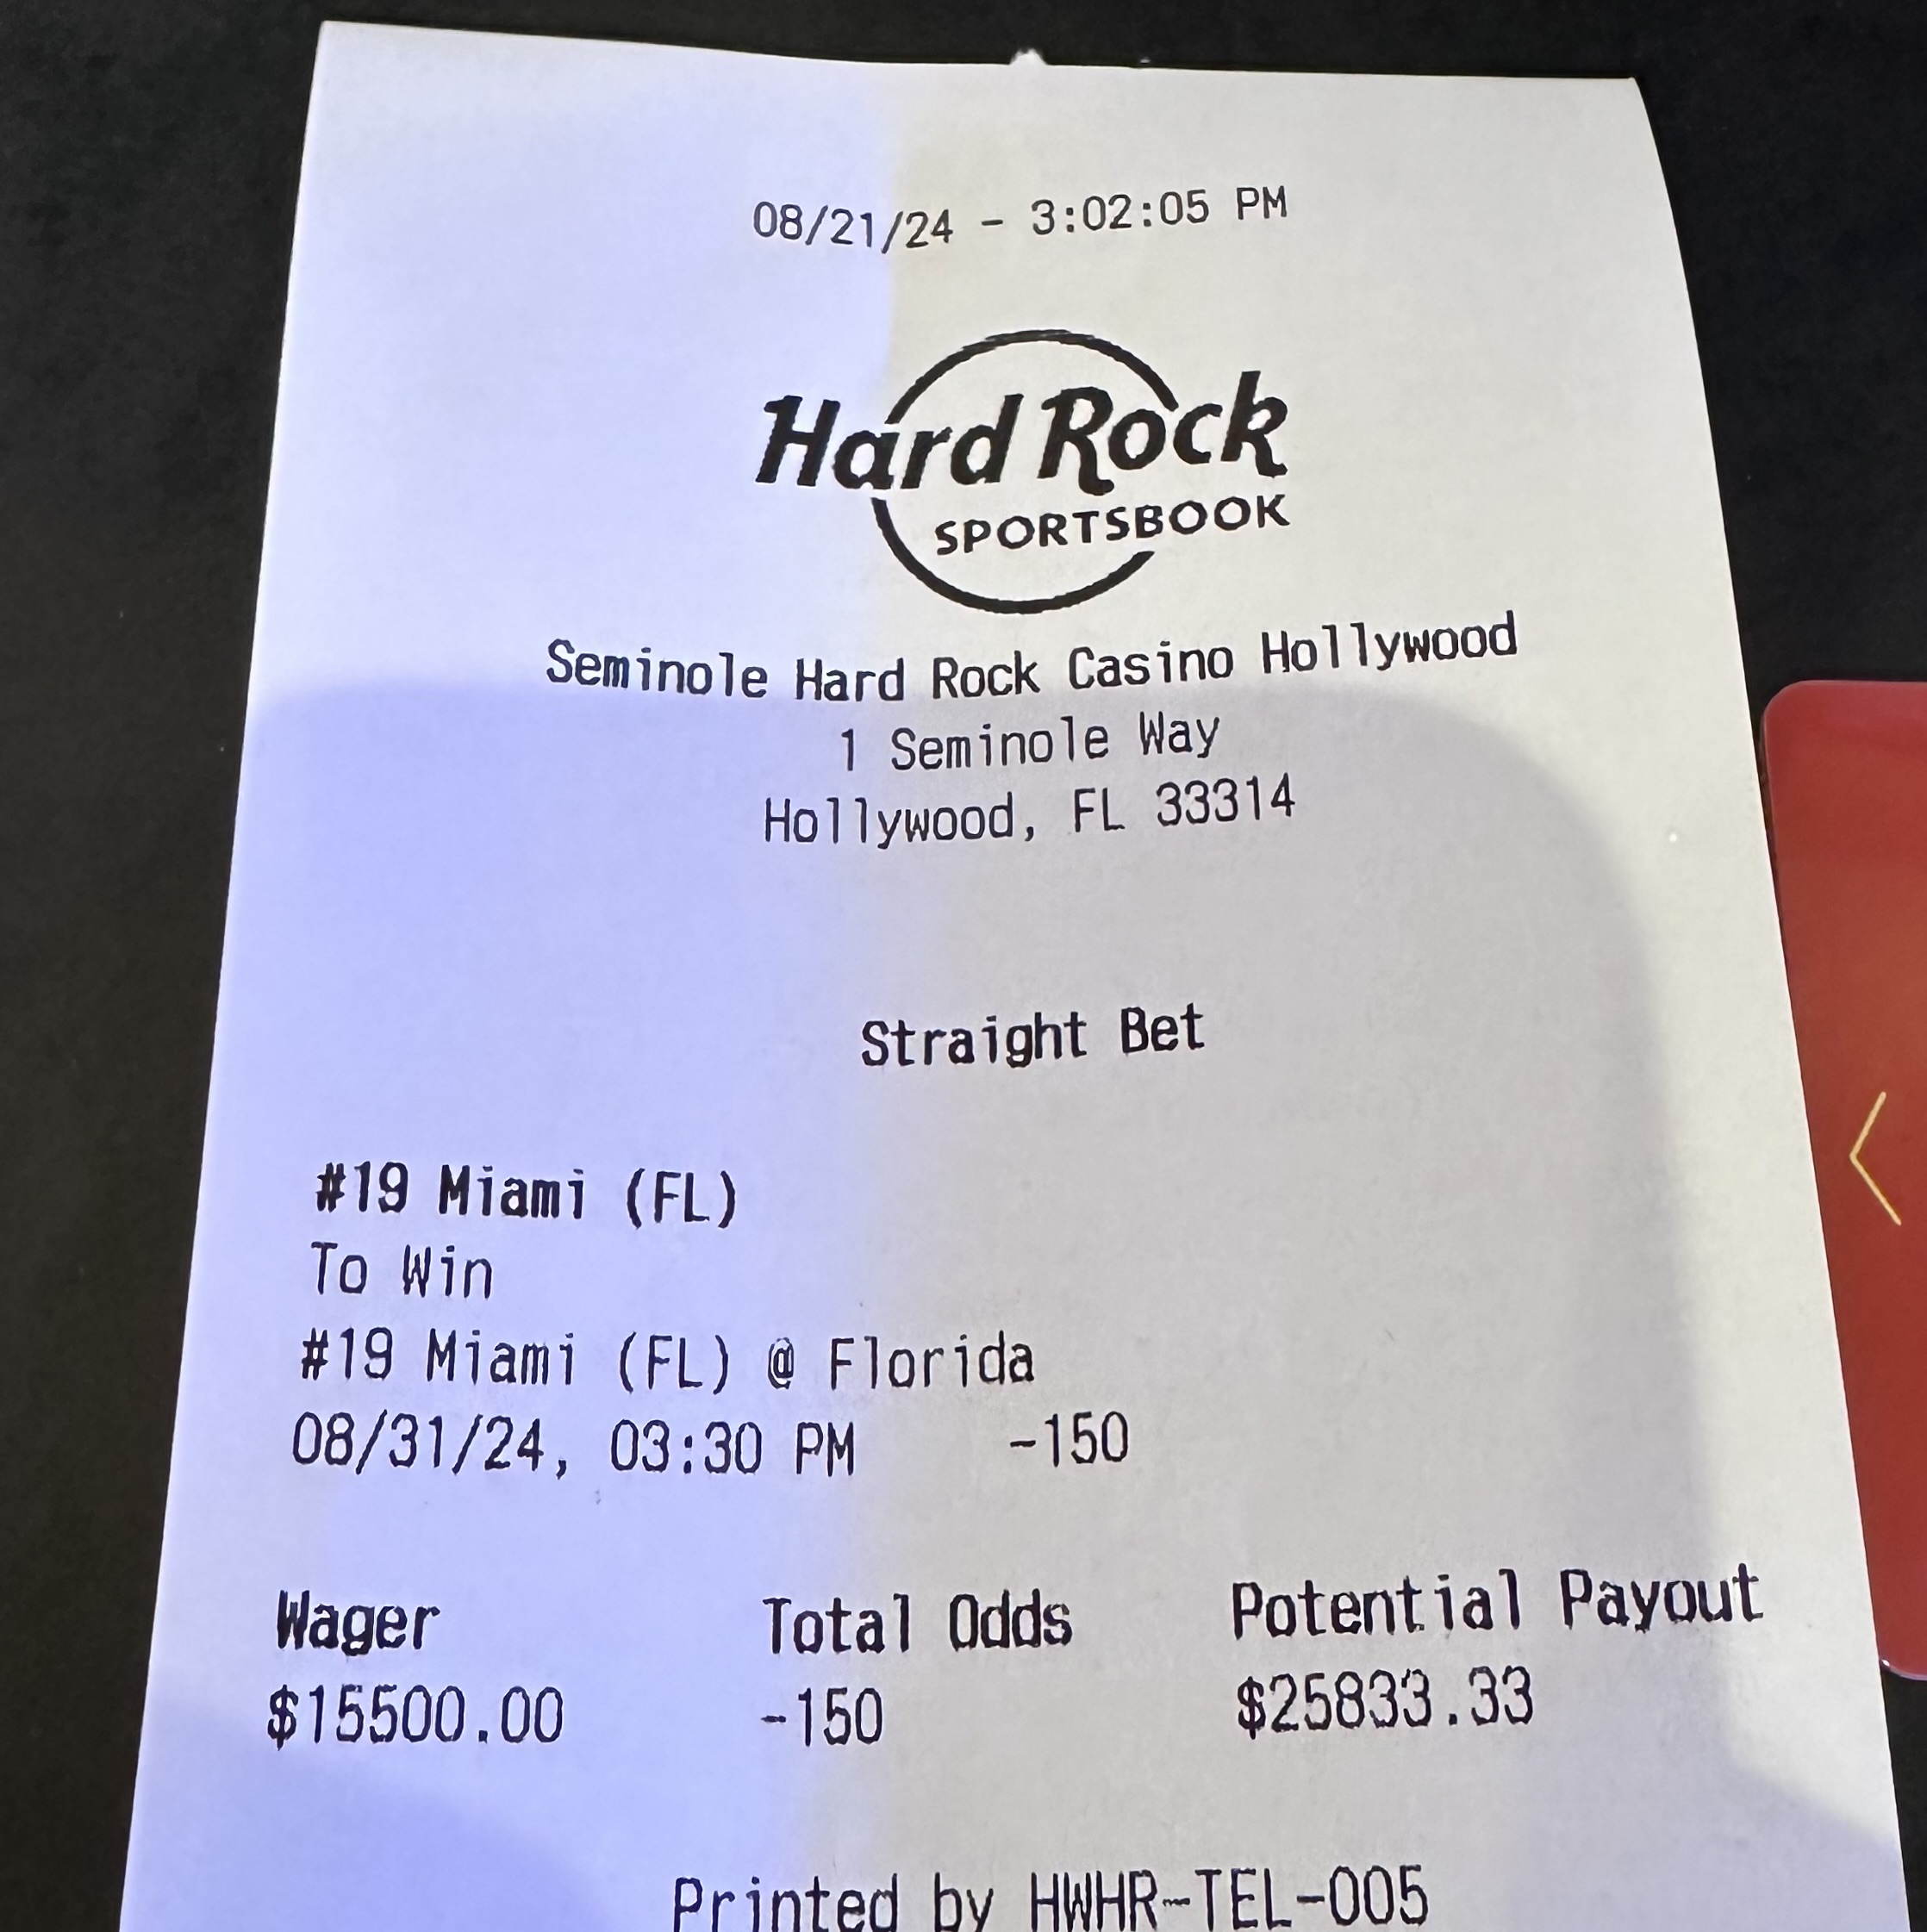 08/21/24 - 3:02:05 PM
Hard Rock
SPORTSBOOK
Seminole Hard Rock Casino Hollywood
1 Seminole Way
Hollywood, FL 33314
Straight Bet
#19 Miami (FL)
To Win
#19 Miami (FL) @ Florida
08/31/24, 03:30 PM -150
Wager Total Odds Potential Payout
$15500.00 -150 $25833.33
Printed by HWHR-TEL-005